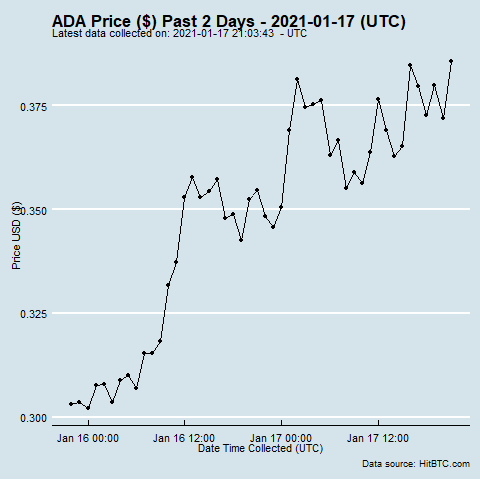 ADA Price ($) Past 2 Days - 2021-01-17 (UTC)
Latest data collected on: 2021-01-17 21:03:43 - UTC
Price USD ($)
0.375
0.350
0.325
0.300
Jan 16 00:00 Jan 16 12:00 Jan 17 00:00 Jan 17 12:00
Date Time Collected (UTC)
Data source: HitBTC.com